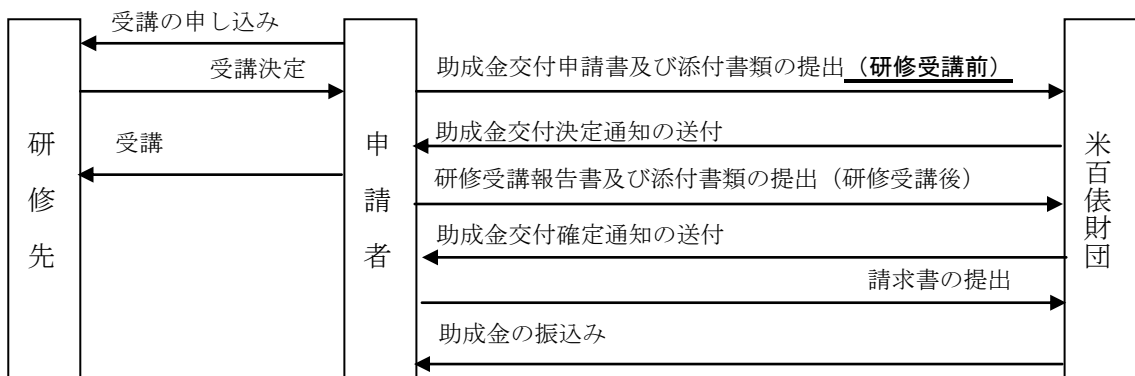 受講の申し込み
受講決定
助成金交付申請書及び添付書類の提出（研修受講前）
助成金交付決定通知の送付
研修先
受講
申請者
米百俵財団
研修受講報告書及び添付書類の提出（研修受講後）
助成金交付確定通知の送付
請求書の提出
助成金の振込み